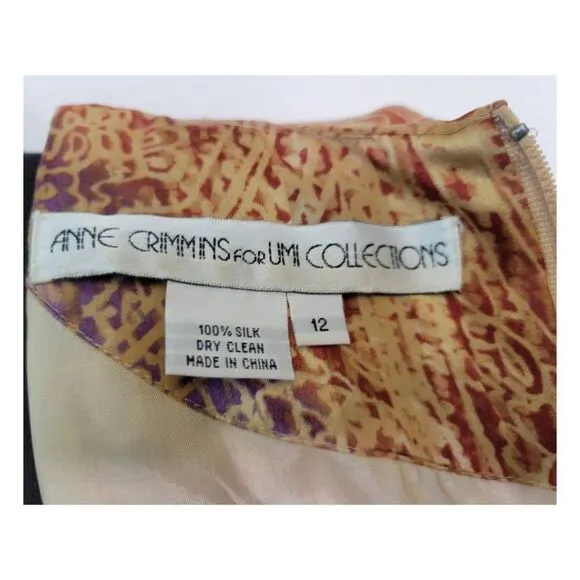 ANNE CRIMMINS FOR UMI COLLECTIONS
100% SILK
DRY CLEAN
MADE IN CHINA
12